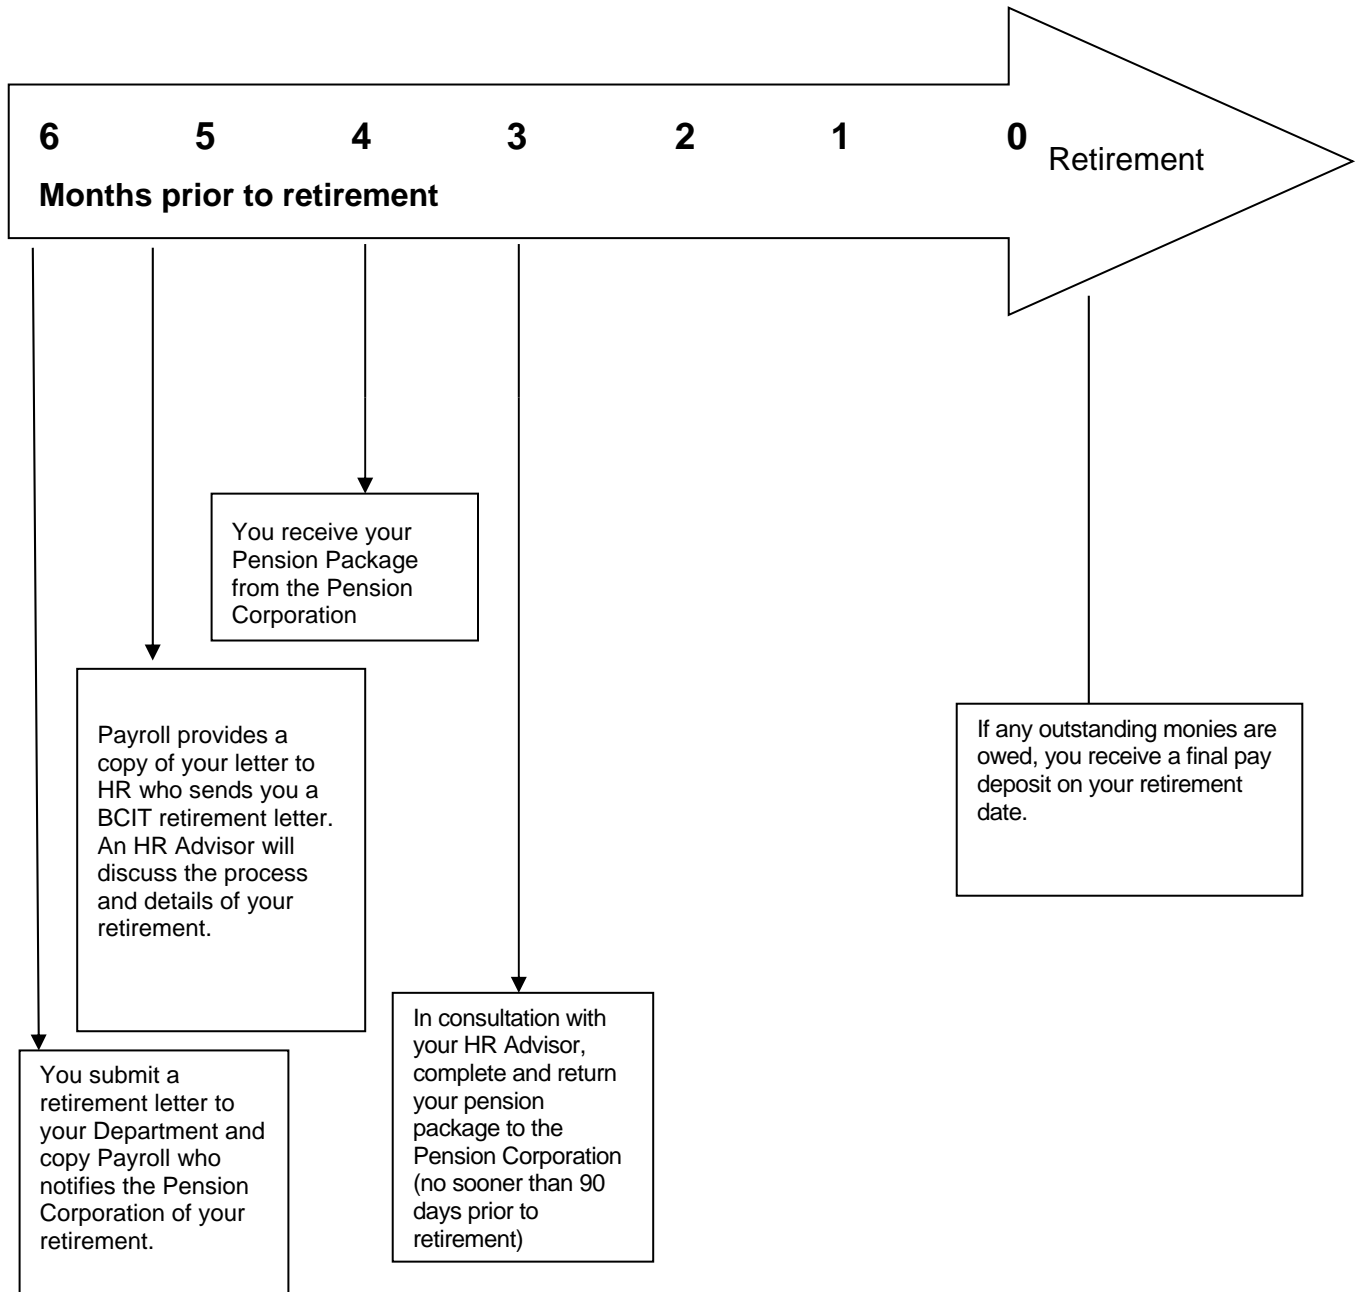 6 5 4 3 2 1 0
Retirement
Months prior to retirement
You receive your
Pension Package
from the Pension
Corporation
Payroll provides a
copy of your letter to
HR who sends you a
BCIT retirement letter.
An HR Advisor will
discuss the process
and details of your
retirement.
If any outstanding monies are
owed, you receive a final pay
deposit on your retirement
date.
In consultation with
your HR Advisor,
complete and return
your pension
package to the
Pension Corporation
(no sooner than 90
days prior to
retirement)
You submit a
retirement letter to
your Department and
copy Payroll who
notifies the Pension
Corporation of your
retirement.